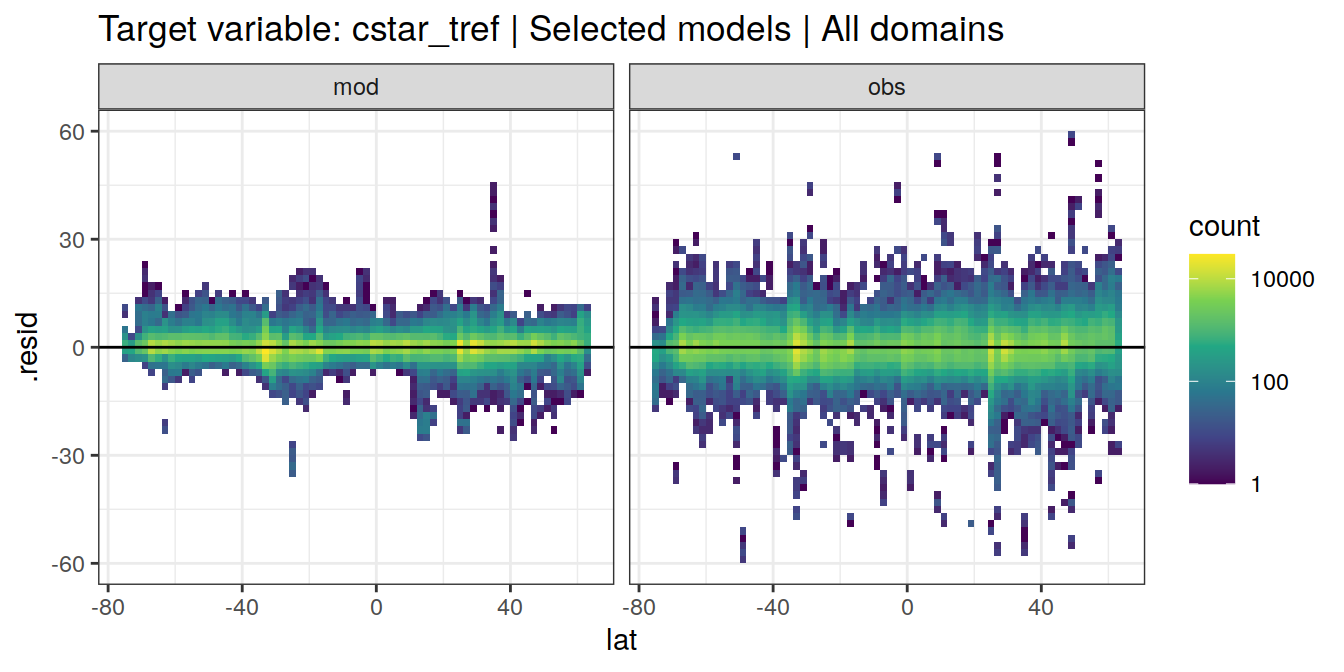 Target variable: cstar_tref | Selected models | All domains
mod
obs
.resid
60
30
0
-30
-60
-80
-40
0
40
-80
-40
0
40
lat
count
10000
100
1